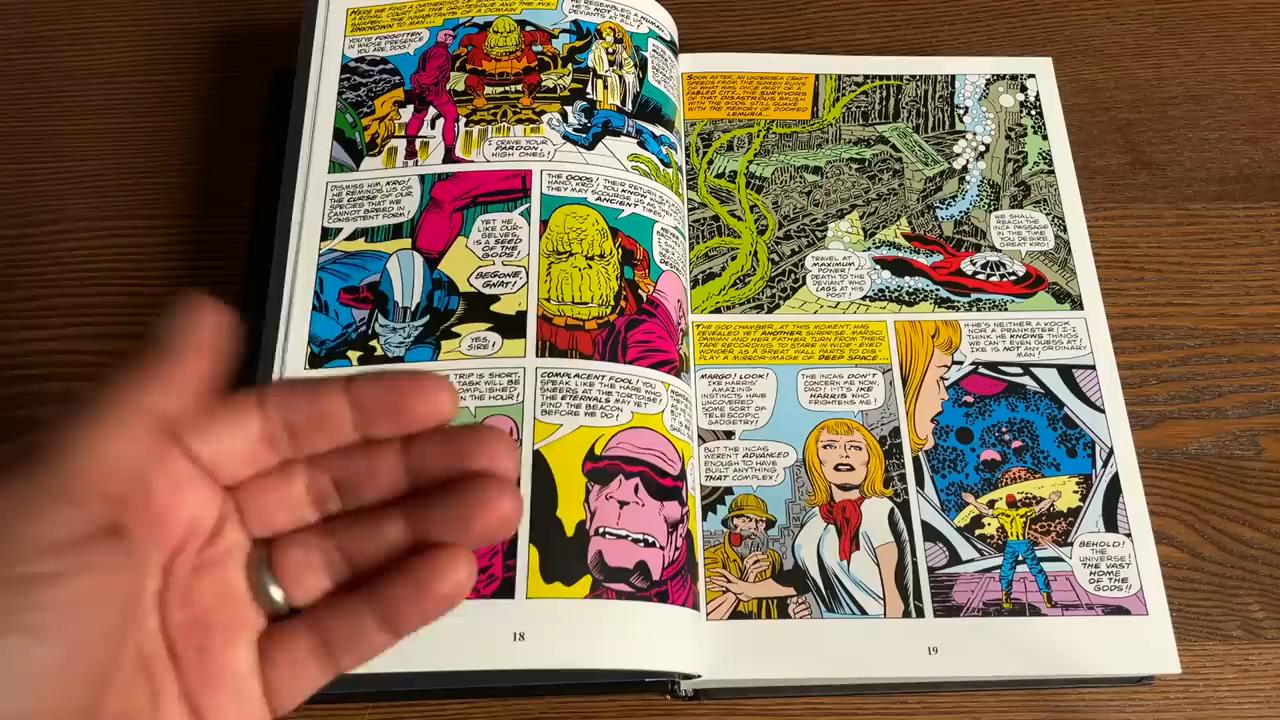 HERE WE FIND A GATHERING
A ROYAL COURT OF THE GROTESQUE AND THE MIS-
SHAPEN--THE INHABITANTS OF A DOMAIN
UNKNOWN TO MAN...
YOU'VE FORGOTTEN
IN WHOSE PRESENCE
YOU ARE, DOG!
HE RESEMBLES A HUMAN.
HE'S NOT LIKE US
DEVIANTS AT ALL!
I CRAVE YOUR
PARDON,
HIGH ONES!
DISMISS HIM, KRO!
HE REMINDS US OF
THE CURSE OF OUR
SPECIES THAT WE
CANNOT BREED IN
CONSISTENT FORM!
YET HE,
LIKE OUR-
SELVES,
IS A SEED
OF THE
GODS!
BEGONE,
GNAT!
YES,
SIRE!
THE GODS! THEIR RETURN
HAND, KRO! YOU KNOW WHAT
THEY MAY SCOURGE US AS
ANCIENT TIMES
TRIP IS SHORT.
TASK WILL BE
THE HOUR!
COMPLACENT FOOL! YOU
SPEAK LIKE THE HARE WHO
SNEERS AT THE TORTOISE!
THE ETERNALS MAY YET
FIND THE BEACON
BEFORE WE DO!
18
SOON AFTER, AN UNDERSEA CRAFT
SPEEDS FROM THE SUNKEN RUINS
OF WHAT WAS ONCE PART OF A
FABLED CITY... THE SURVIVORS
OF THAT DISASTROUS BRUSH
WITH THE GODS STILL QUAKE
WITH THE MEMORY OF DOOMED
LEMURIA...
WE SHALL
REACH THE
INCA PASSAGE
IN THE TIME
YOU DESIRE,
GREAT KRO!
TRAVEL AT
MAXIMUM
POWER!
DEATH TO THE
DEVIANT WHO
LAGS AT HIS
POST!
THE GOD CHAMBER, AT THIS MOMENT, HAS
REVEALED YET ANOTHER SURPRISE. MARGO
DAMIAN AND HER FATHER TURN FROM THEIR
TAPE RECORDING TO STARE IN WIDE-EYED
WONDER AS A GREAT WALL PARTS TO DIS-
PLAY A MIRROR-IMAGE OF DEEP SPACE...
MARGO! LOOK!
IKE HARRIS'
AMAZING
INSTINCTS HAVE
UNCOVERED
SOME SORT OF
TELESCOPIC
GADGETRY!
THE INCAS DON'T
CONCERN ME NOW,
DAD! I-IT'S IKE
HARRIS WHO
FRIGHTENS ME!
BUT THE INCAS
WEREN'T ADVANCED
ENOUGH TO HAVE
BUILT ANYTHING
THAT COMPLEX!
H-HE'S NEITHER A KOOK
NOR A PRANKSTER! I-I
THINK HE KNOWS THINGS
WE CAN'T EVEN GUESS AT!
IKE IS NOT ANY ORDINARY
MAN!
BEHOLD!
THE
UNIVERSE!
THE VAST
HOME
OF THE
GODS!!
19